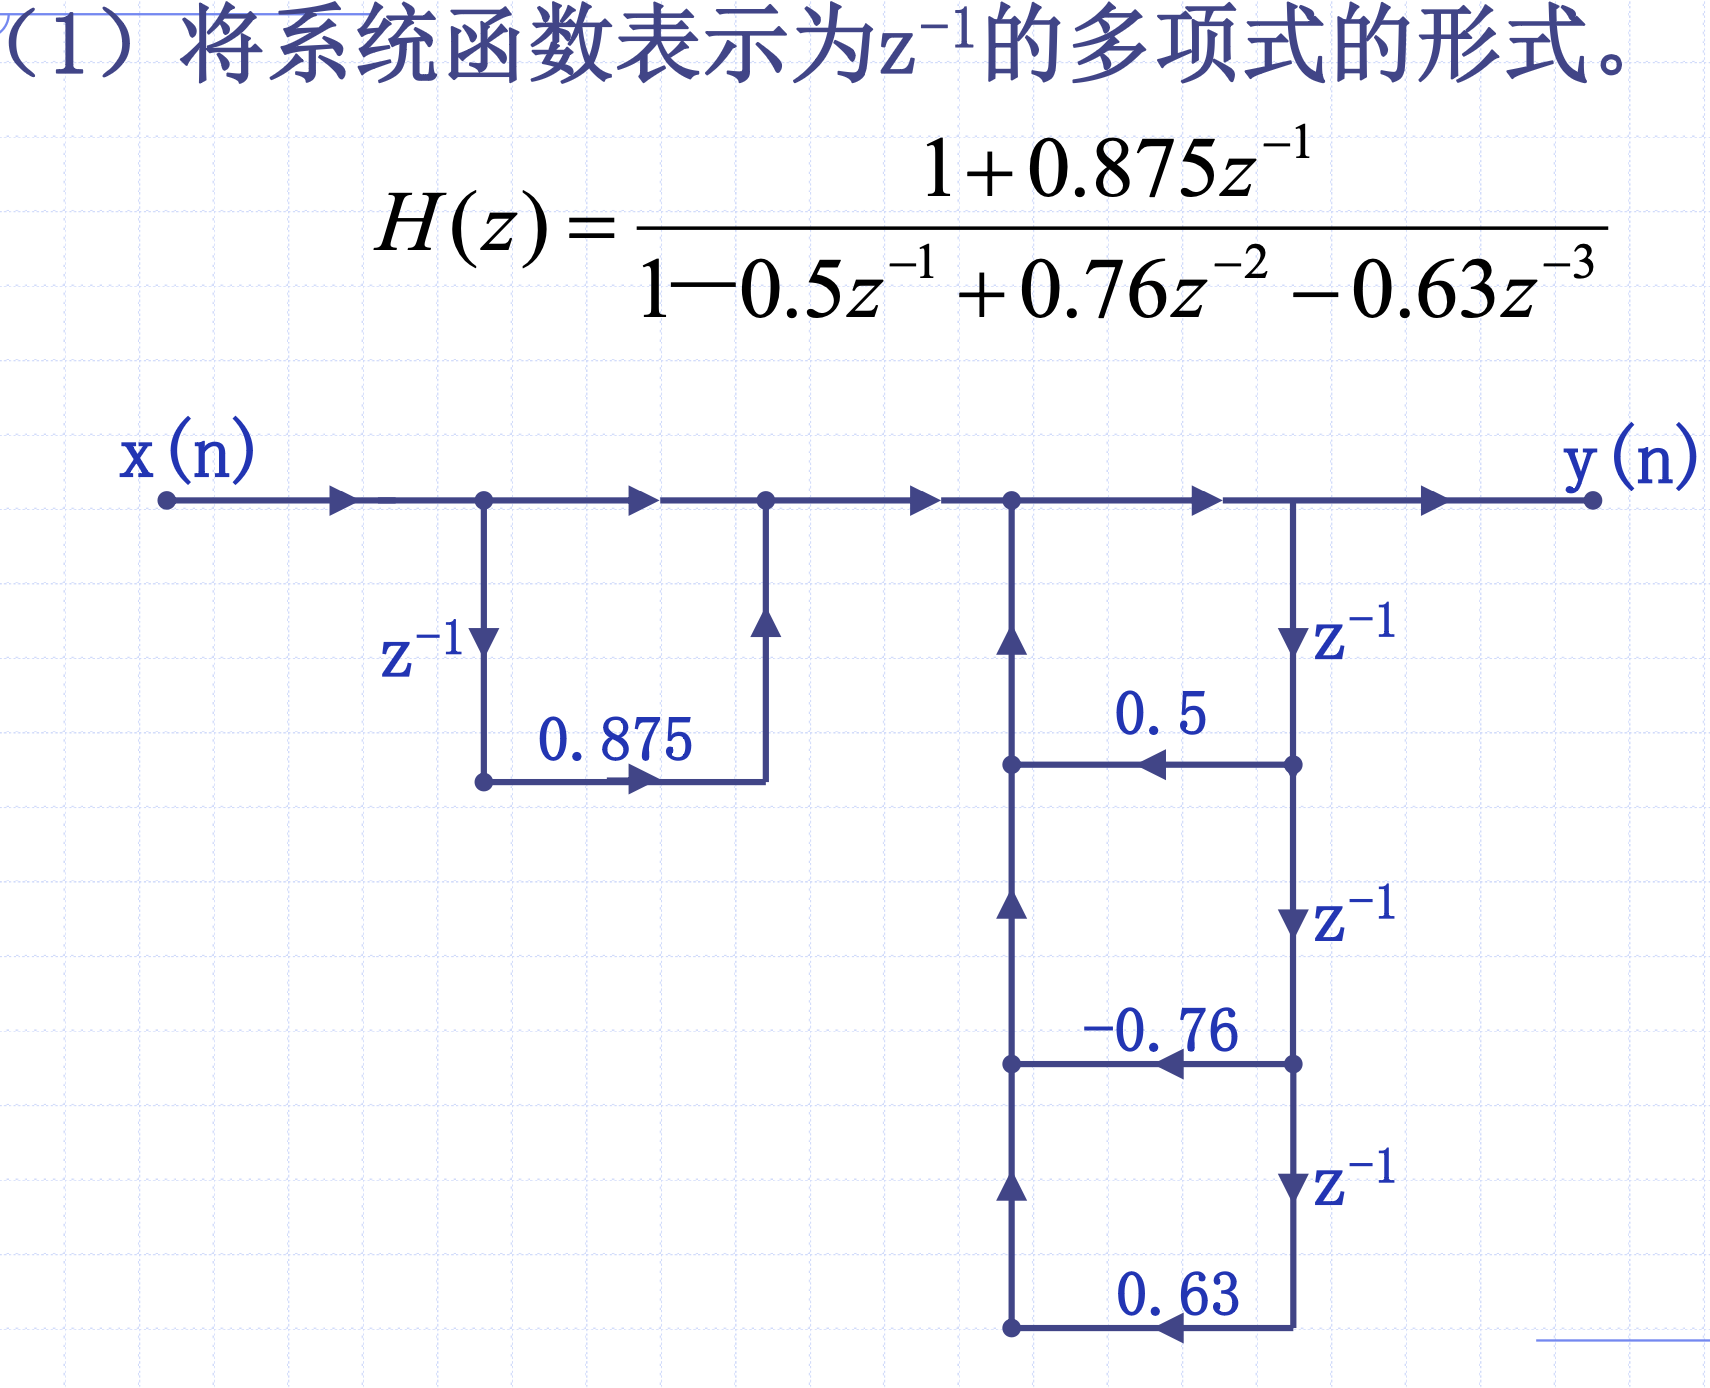 (1) 将系统函数表示为z⁻¹的多项式的形式。
1+0.875z⁻¹
H(z)=
1−0.5z⁻¹+0.76z⁻²−0.63z⁻³
x(n)
y(n)
z⁻¹
z⁻¹
0.5
0.875
z⁻¹
-0.76
z⁻¹
0.63